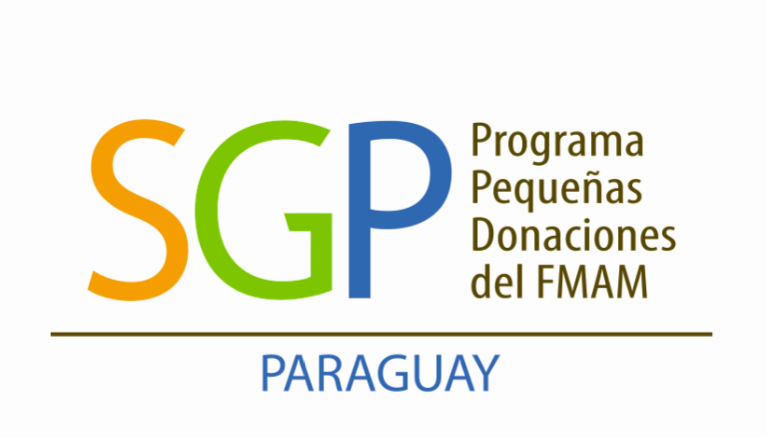 SGP
Programa
Pequeñas
Donaciones
del FMAM
PARAGUAY